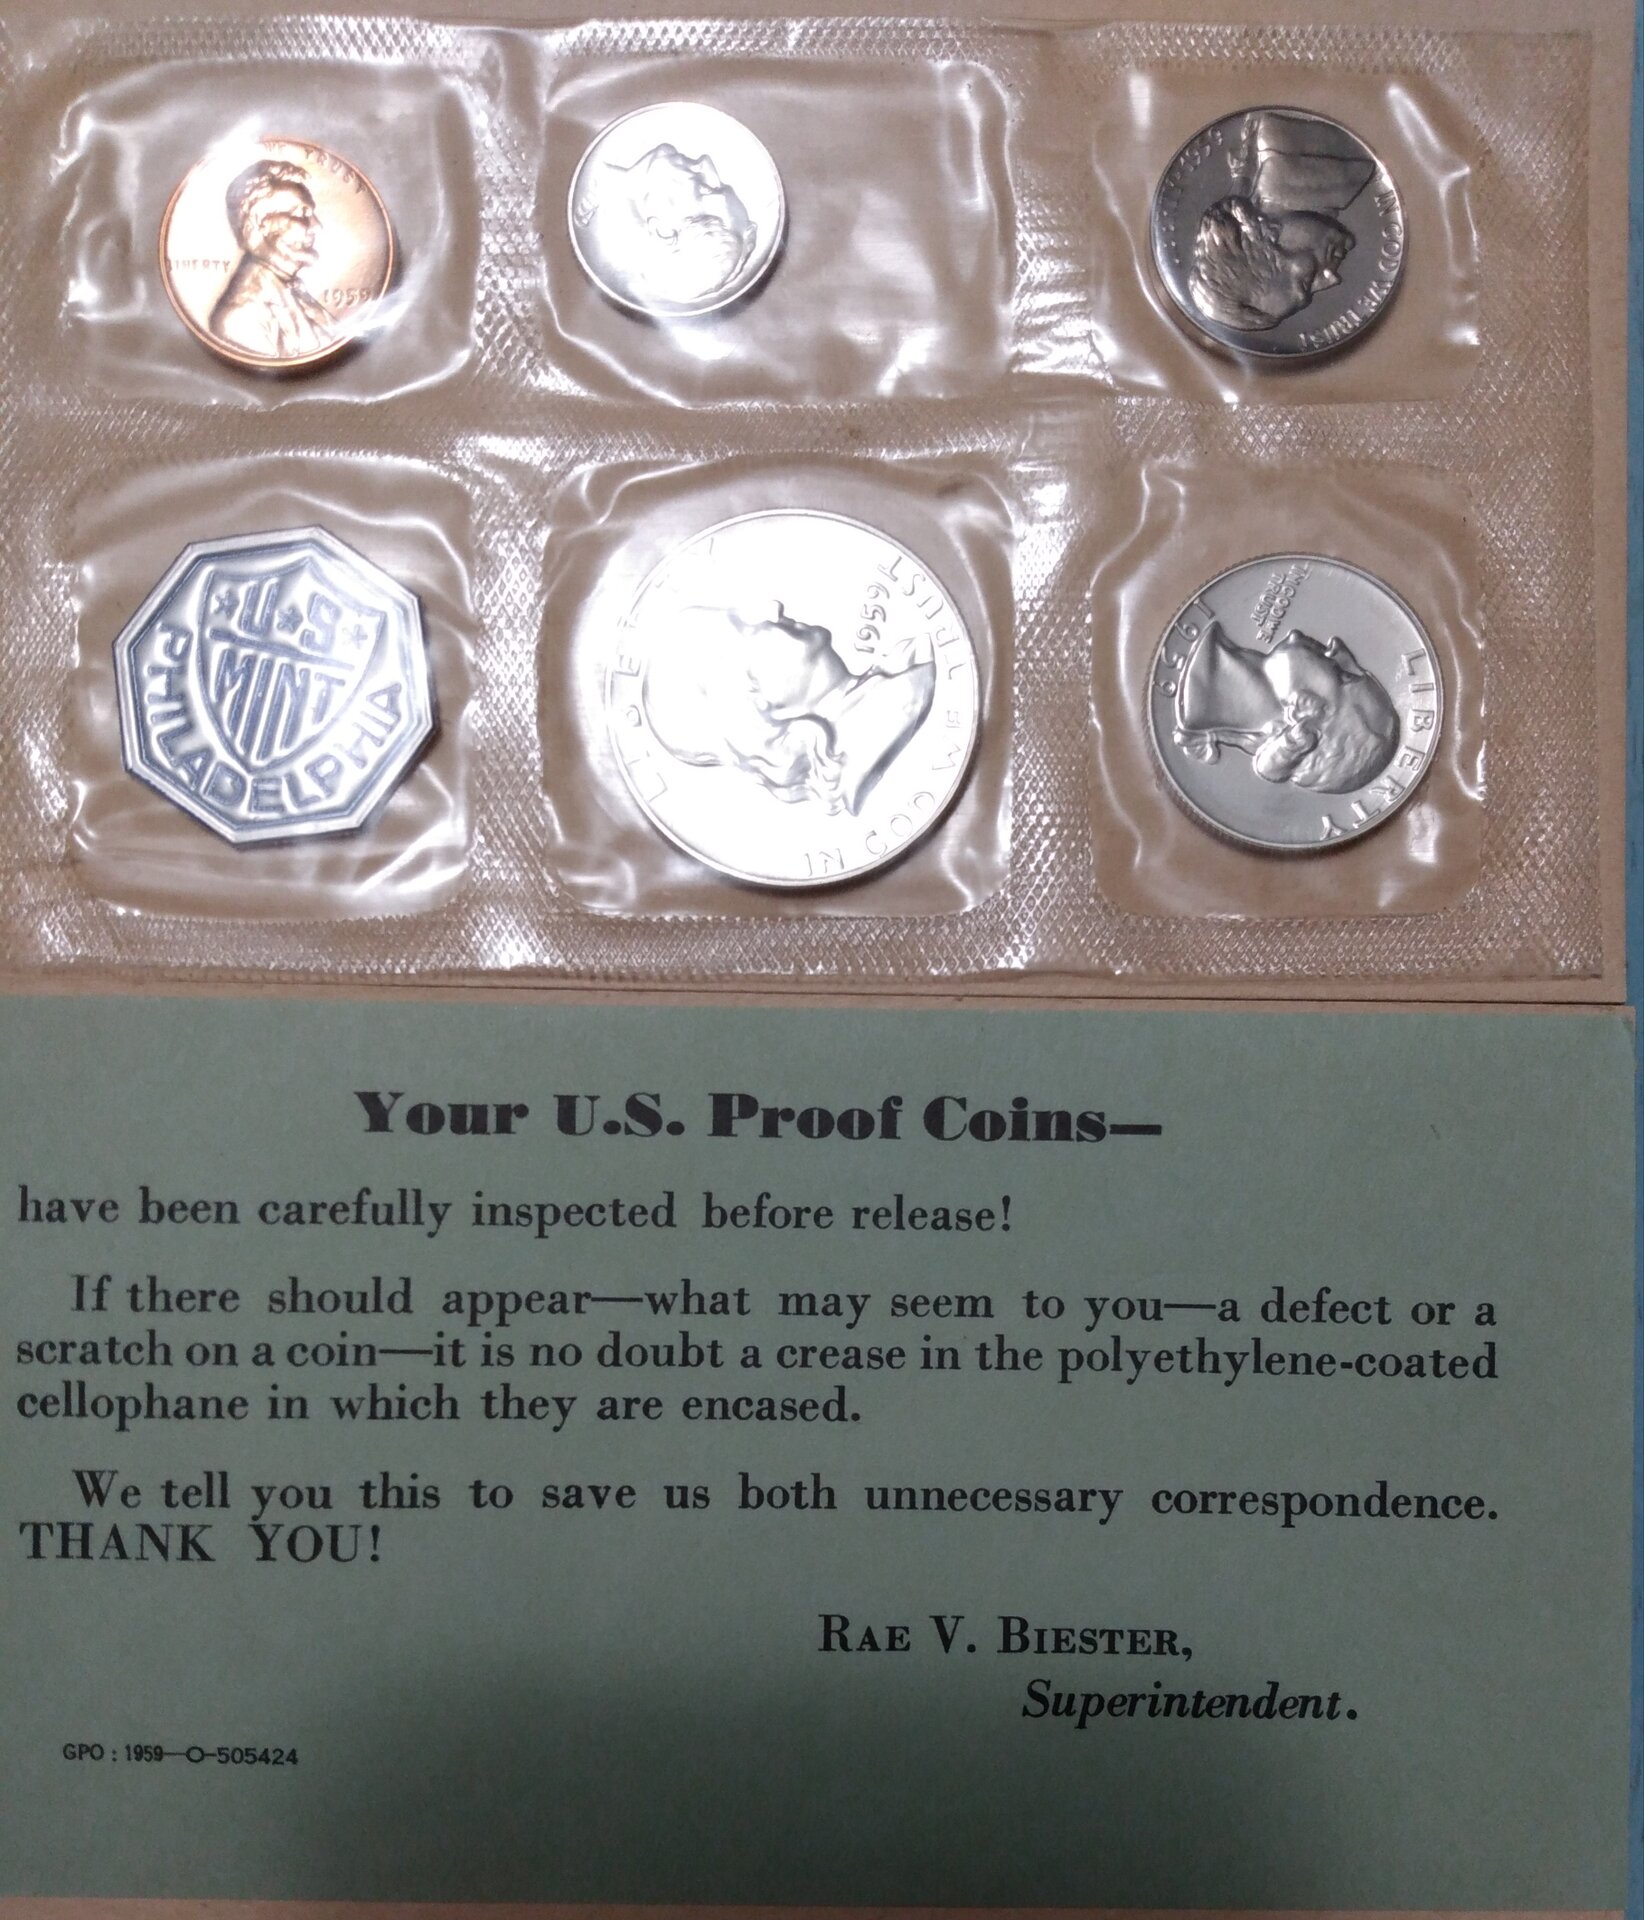 WE TRUST
LIBERTY
1959
1959
IN GOD WE TRUST
U★S
MINT
PHILADELPHIA
1959
IN GOD WE TRUST
LIBERTY
1959
IN GOD WE
TRUST
Your U.S. Proof Coins—
have been carefully inspected before release!
If there should appear—what may seem to you—a defect or a
scratch on a coin—it is no doubt a crease in the polyethylene-coated
cellophane in which they are encased.
We tell you this to save us both unnecessary correspondence.
THANK YOU!
RAE V. BIESTER,
Superintendent.
GPO : 1959—O-505424